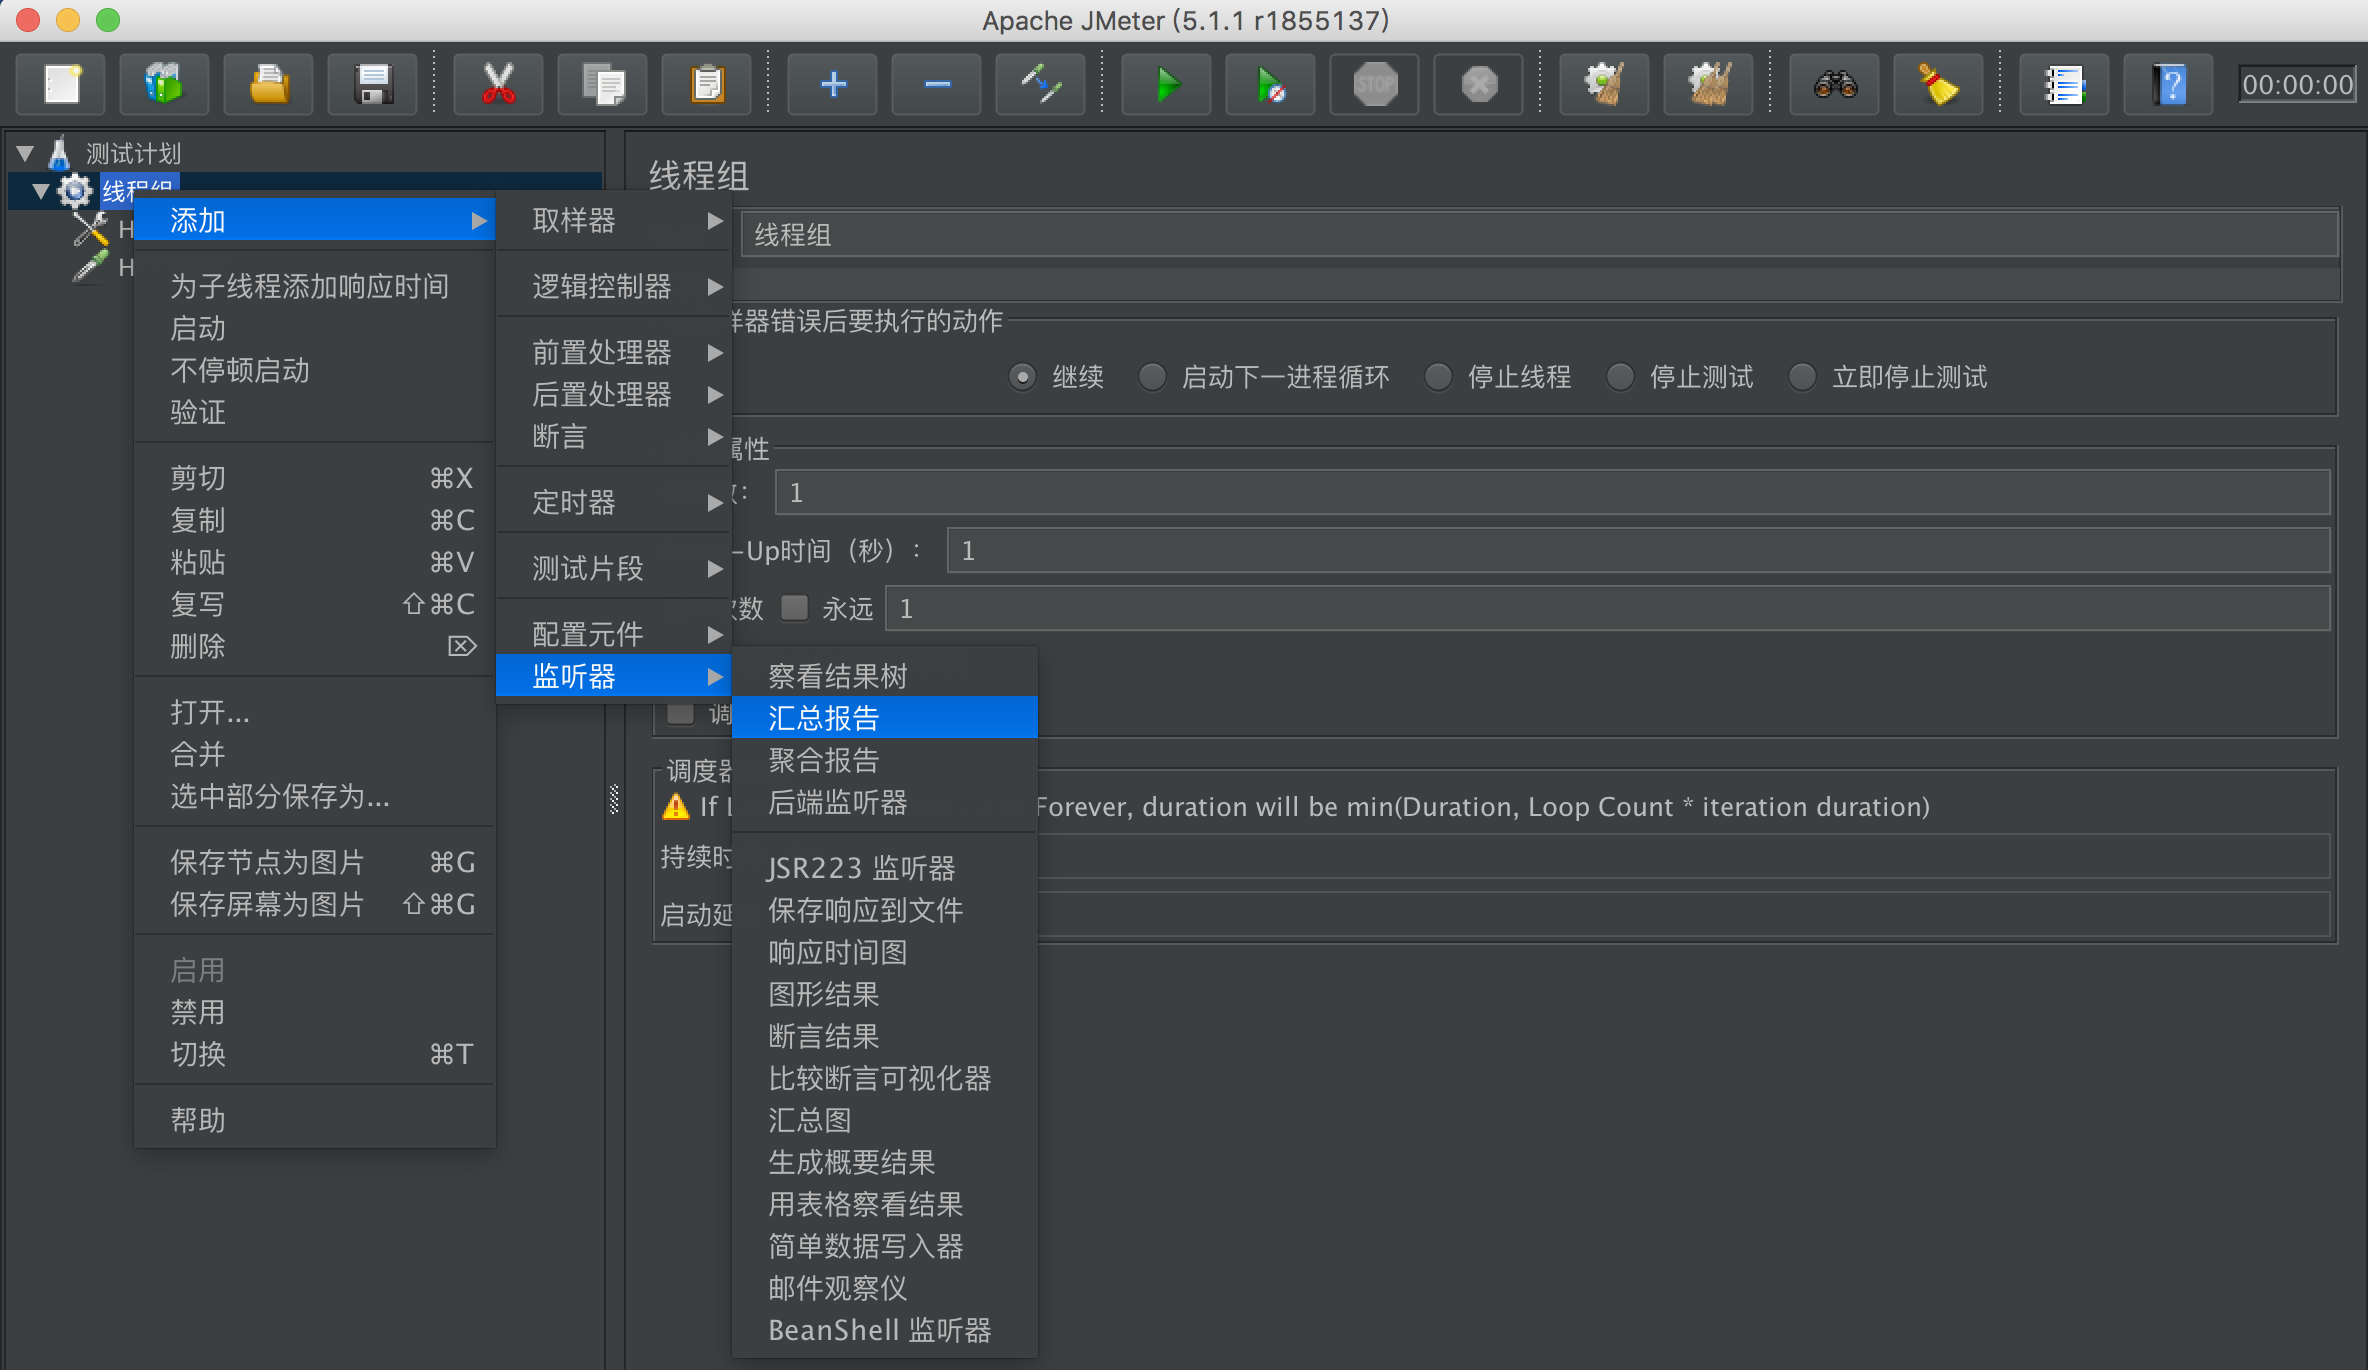 Apache JMeter (5.1.1 r1855137)
STOP
00:00:00
测试计划
线程组
H
H
添加
为子线程添加响应时间
启动
不停顿启动
验证
剪切 ⌘X
复制 ⌘C
粘贴 ⌘V
复写 ⇧⌘C
删除 ⌦
打开...
合并
选中部分保存为...
保存节点为图片 ⌘G
保存屏幕为图片 ⇧⌘G
启用
禁用
切换 ⌘T
帮助
取样器
逻辑控制器
前置处理器
后置处理器
断言
定时器
测试片段
配置元件
监听器
察看结果树
汇总报告
聚合报告
后端监听器
JSR223 监听器
保存响应到文件
响应时间图
图形结果
断言结果
比较断言可视化器
汇总图
生成概要结果
用表格察看结果
简单数据写入器
邮件观察仪
BeanShell 监听器
线程组
线程组
样器错误后要执行的动作
继续 启动下一进程循环 停止线程 停止测试 立即停止测试
属性
数: 1
-Up时间（秒）: 1
次数 永远 1
调
调度器
If Forever, duration will be min(Duration, Loop Count * iteration duration)
持续时
启动延